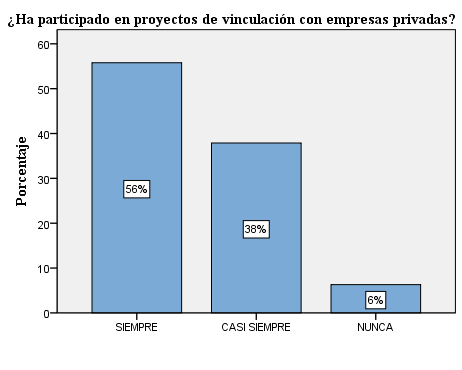 ¿Ha participado en proyectos de vinculación con empresas privadas?
Porcentaje
60
50
40
30
20
10
0
56%
38%
6%
SIEMPRE
CASI SIEMPRE
NUNCA